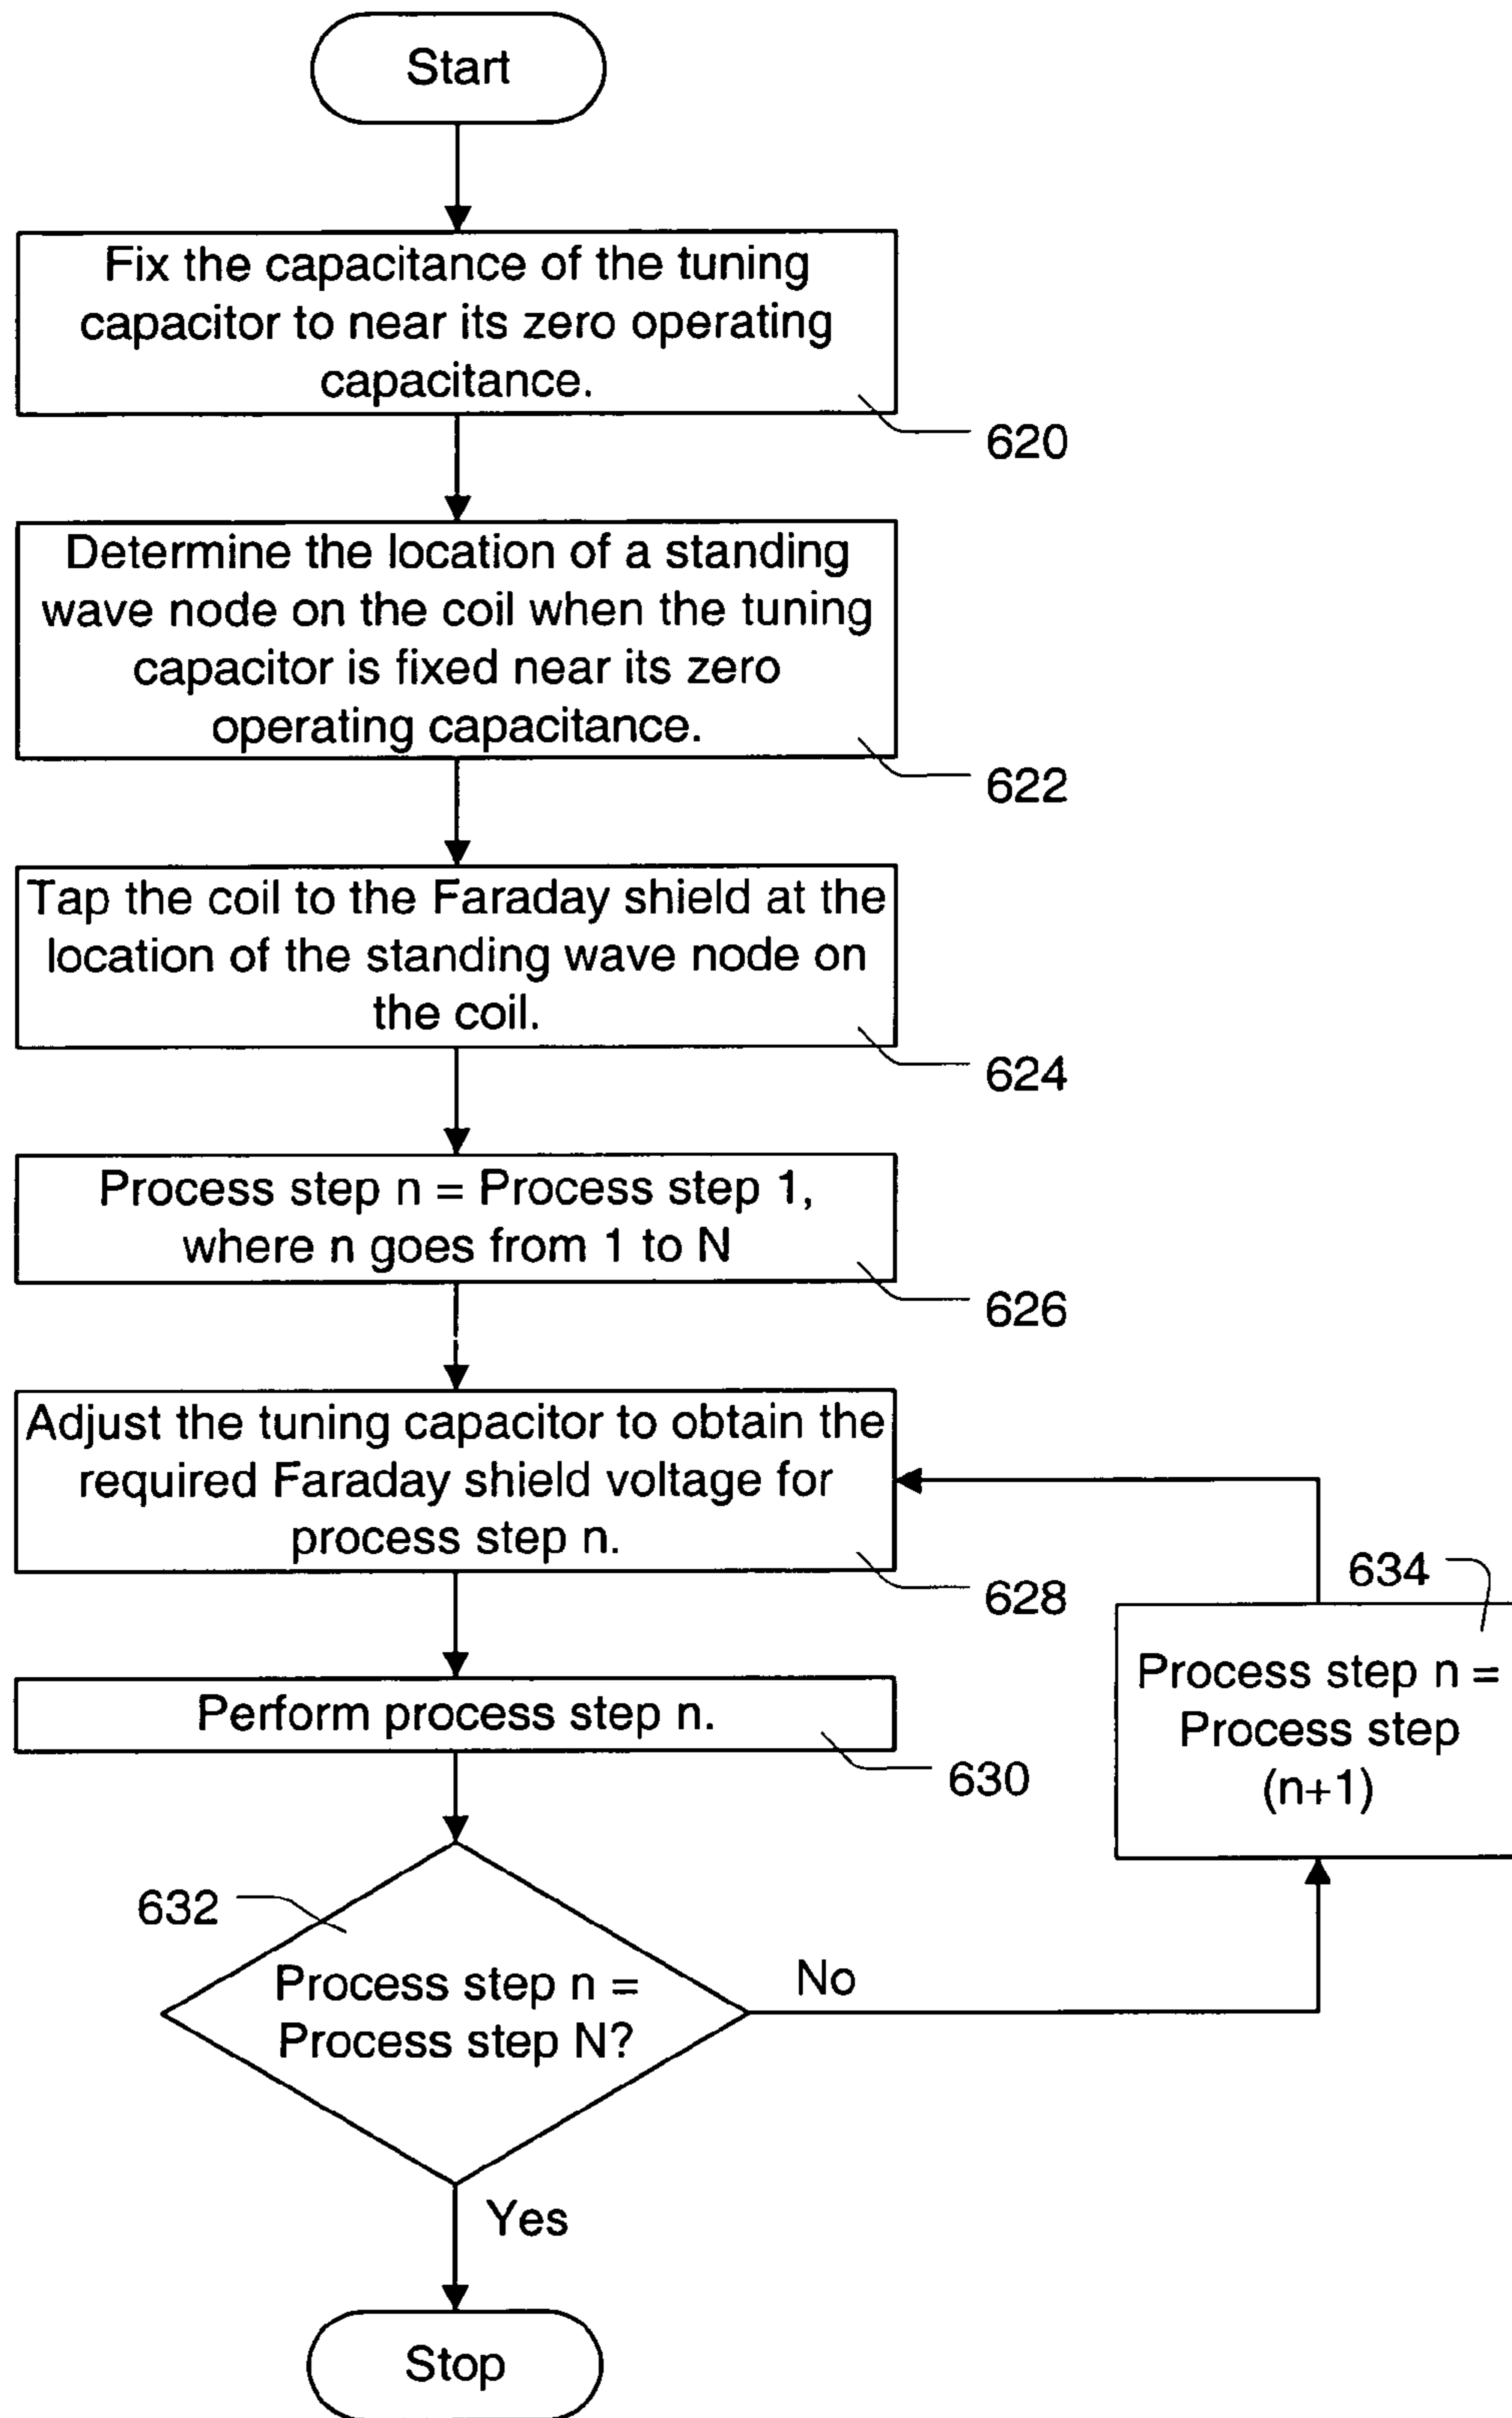 Start
Fix the capacitance of the tuning
capacitor to near its zero operating
capacitance.
620
Determine the location of a standing
wave node on the coil when the tuning
capacitor is fixed near its zero
operating capacitance.
622
Tap the coil to the Faraday shield at the
location of the standing wave node on
the coil.
624
Process step n = Process step 1,
where n goes from 1 to N
626
Adjust the tuning capacitor to obtain the
required Faraday shield voltage for
process step n.
628
634
Process step n =
Process step
(n+1)
Perform process step n.
630
632
Process step n =
Process step N?
No
Yes
Stop